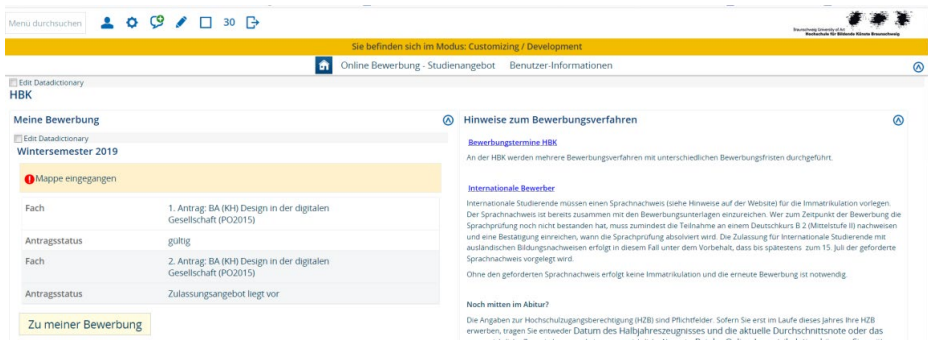 Menü durchsuchen
30
Braunschweig University of Art
Hochschule für Bildende Künste Braunschweig
Sie befinden sich im Modus: Customizing / Development
Online Bewerbung - Studienangebot Benutzer-Informationen
Edit Datadictionary
HBK
Meine Bewerbung
Edit Datadictionary
Wintersemester 2019
Mappe eingegangen
Fach 1. Antrag: BA (KH) Design in der digitalen
Gesellschaft (PO2015)
Antragsstatus gültig
Fach 2. Antrag: BA (KH) Design in der digitalen
Gesellschaft (PO2015)
Antragsstatus Zulassungsangebot liegt vor
Zu meiner Bewerbung
Hinweise zum Bewerbungsverfahren
Bewerbungstermine HBK
An der HBK werden mehrere Bewerbungsverfahren mit unterschiedlichen Bewerbungsfristen durchgeführt.
Internationale Bewerber
Internationale Studierende müssen einen Sprachnachweis (siehe Hinweise auf der Website) für die Immatrikulation vorlegen.
Der Sprachnachweis ist bereits zusammen mit den Bewerbungsunterlagen einzureichen. Wer zum Zeitpunkt der Bewerbung die
Sprachprüfung noch nicht bestanden hat, muss zumindest die Teilnahme an einem Deutschkurs B 2 (Mittelstufe II) nachweisen
und eine Bestätigung einreichen, wann die Sprachprüfung absolviert wird. Die Zulassung für Internationale Studierende mit
ausländischen Bildungsnachweisen erfolgt in diesem Fall unter dem Vorbehalt, dass bis spätestens zum 15. Juli der geforderte
Sprachnachweis vorgelegt wird.
Ohne den geforderten Sprachnachweis erfolgt keine Immatrikulation und die erneute Bewerbung ist notwendig.
Noch mitten im Abitur?
Die Angaben zur Hochschulzugangsberechtigung (HZB) sind Pflichtfelder. Sofern Sie erst im Laufe dieses Jahres Ihre HZB
erwerben, tragen Sie entweder Datum des Halbjahreszeugnisses und die aktuelle Durchschnittsnote oder das